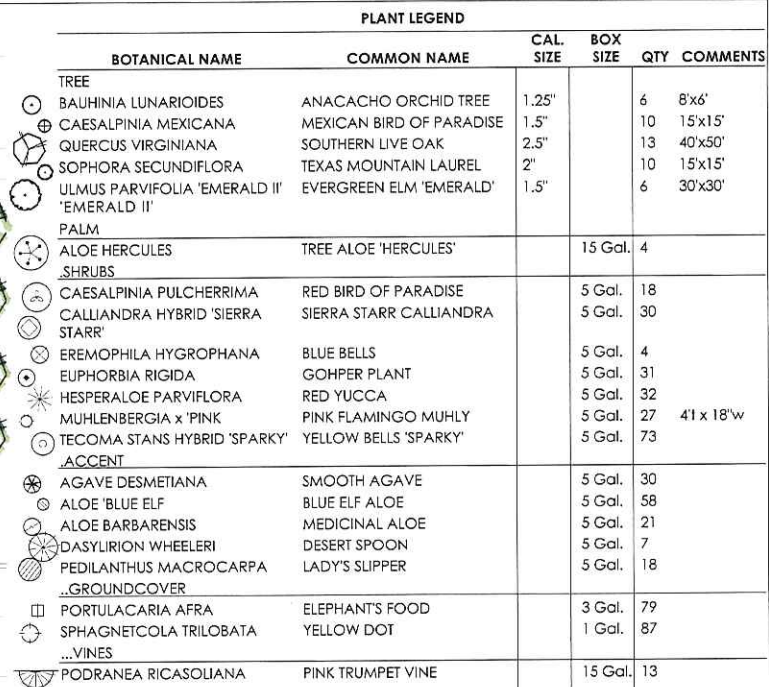 PLANT LEGEND
BOTANICAL NAME COMMON NAME CAL. SIZE BOX SIZE QTY COMMENTS
TREE
BAUHINIA LUNARIOIDES ANACACHO ORCHID TREE 1.25" 6 8'x6'
CAESALPINIA MEXICANA MEXICAN BIRD OF PARADISE 1.5" 10 15'x15'
QUERCUS VIRGINIANA SOUTHERN LIVE OAK 2.5" 13 40'x50'
SOPHORA SECUNDIFLORA TEXAS MOUNTAIN LAUREL 2" 10 15'x15'
ULMUS PARVIFOLIA 'EMERALD II' EVERGREEN ELM 'EMERALD' 1.5" 6 30'x30'
'EMERALD II'
PALM
ALOE HERCULES TREE ALOE 'HERCULES' 15 Gal. 4
.SHRUBS
CAESALPINIA PULCHERRIMA RED BIRD OF PARADISE 5 Gal. 18
CALLIANDRA HYBRID 'SIERRA SIERRA STARR CALLIANDRA 5 Gal. 30
STARR'
EREMOPHILA HYGROPHANA BLUE BELLS 5 Gal. 4
EUPHORBIA RIGIDA GOHPER PLANT 5 Gal. 31
HESPERALOE PARVIFLORA RED YUCCA 5 Gal. 32
MUHLENBERGIA x 'PINK PINK FLAMINGO MUHLY 5 Gal. 27 4't x 18"w
TECOMA STANS HYBRID 'SPARKY' YELLOW BELLS 'SPARKY' 5 Gal. 73
.ACCENT
AGAVE DESMETIANA SMOOTH AGAVE 5 Gal. 30
ALOE 'BLUE ELF BLUE ELF ALOE 5 Gal. 58
ALOE BARBARENSIS MEDICINAL ALOE 5 Gal. 21
DASYLIRION WHEELERI DESERT SPOON 5 Gal. 7
PEDILANTHUS MACROCARPA LADY'S SLIPPER 5 Gal. 18
..GROUNDCOVER
PORTULACARIA AFRA ELEPHANT'S FOOD 3 Gal. 79
SPHAGNETCOLA TRILOBATA YELLOW DOT 1 Gal. 87
...VINES
PODRANEA RICASOLIANA PINK TRUMPET VINE 15 Gal. 13